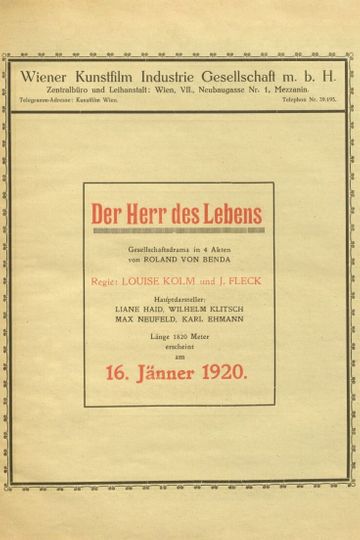 Wiener Kunstfilm Industrie Gesellschaft m. b. H.
Zentralbüro und Leihanstalt: Wien, VII., Neubaugasse Nr. 1, Mezzanin.
Telegramm-Adresse: Kunstfilm Wien. Telephon Nr. 39.495.
Der Herr des Lebens
Gesellschaftsdrama in 4 Akten
von ROLAND VON BENDA
Regie: LOUISE KOLM und J. FLECK
Hauptdarsteller:
LIANE HAID, WILHELM KLITSCH
MAX NEUFELD, KARL EHMANN
Länge 1820 Meter
erscheint
am
16. Jänner 1920.